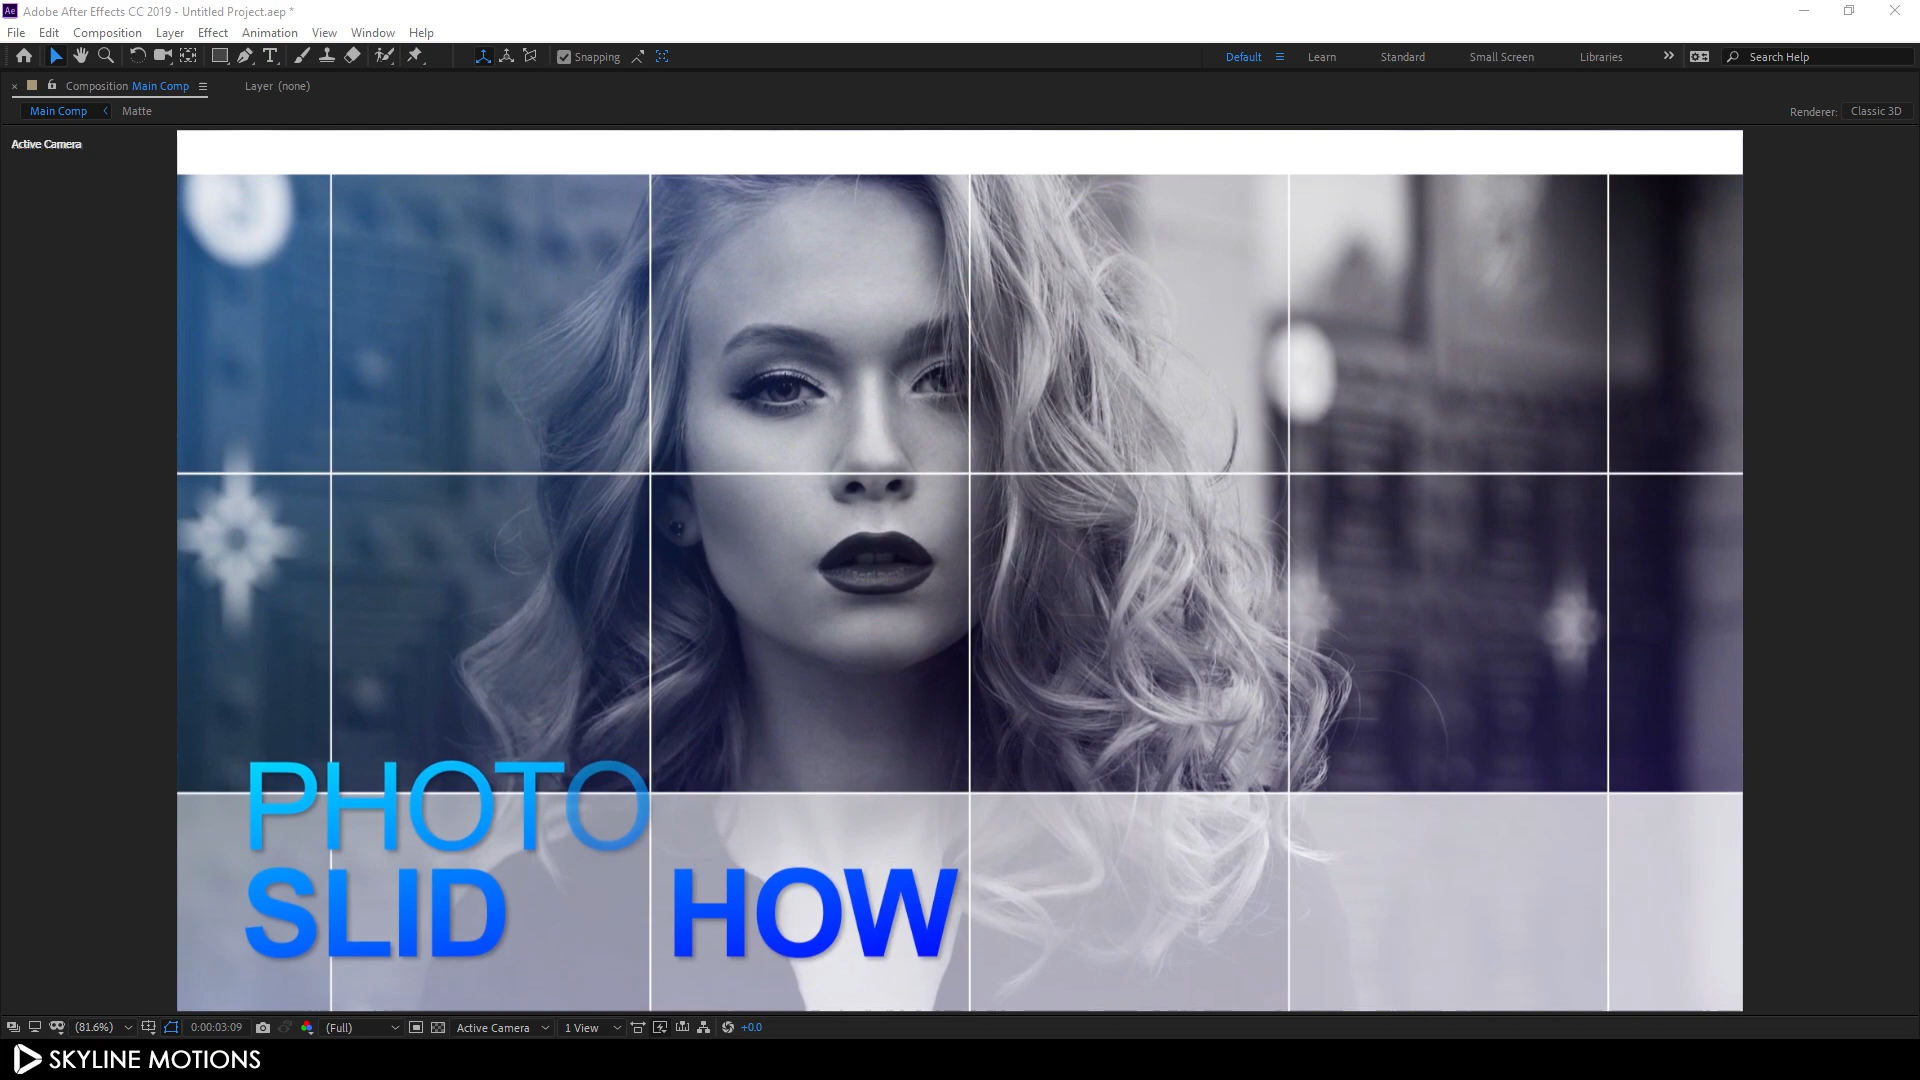 Ae Adobe After Effects CC 2019 - Untitled Project.aep *
File Edit Composition Layer Effect Animation View Window Help
Snapping Default Learn Standard Small Screen Libraries Search Help
Composition Main Comp Layer (none)
Main Comp Matte Renderer: Classic 3D
Active Camera
PHOTO
SLID HOW
(81.6%) 0:00:03:09 (Full) Active Camera 1 View +0.0
SKYLINE MOTIONS